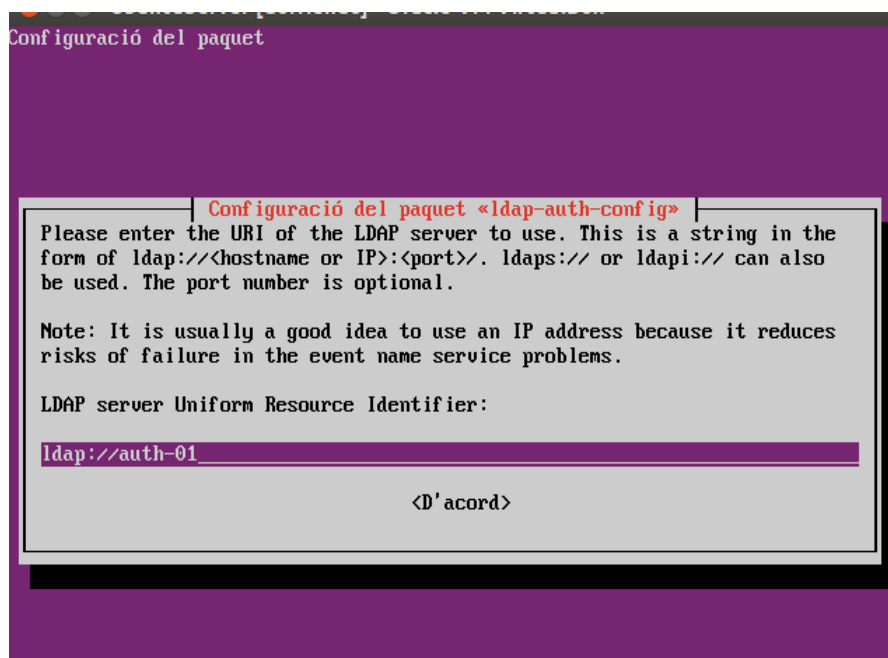 Configuració del paquet
Configuració del paquet «ldap-auth-config»
Please enter the URI of the LDAP server to use. This is a string in the
form of ldap://<hostname or IP>:<port>/. ldaps:// or ldapi:// can also
be used. The port number is optional.
Note: It is usually a good idea to use an IP address because it reduces
risks of failure in the event name service problems.
LDAP server Uniform Resource Identifier:
ldap://auth-01
<D'acord>